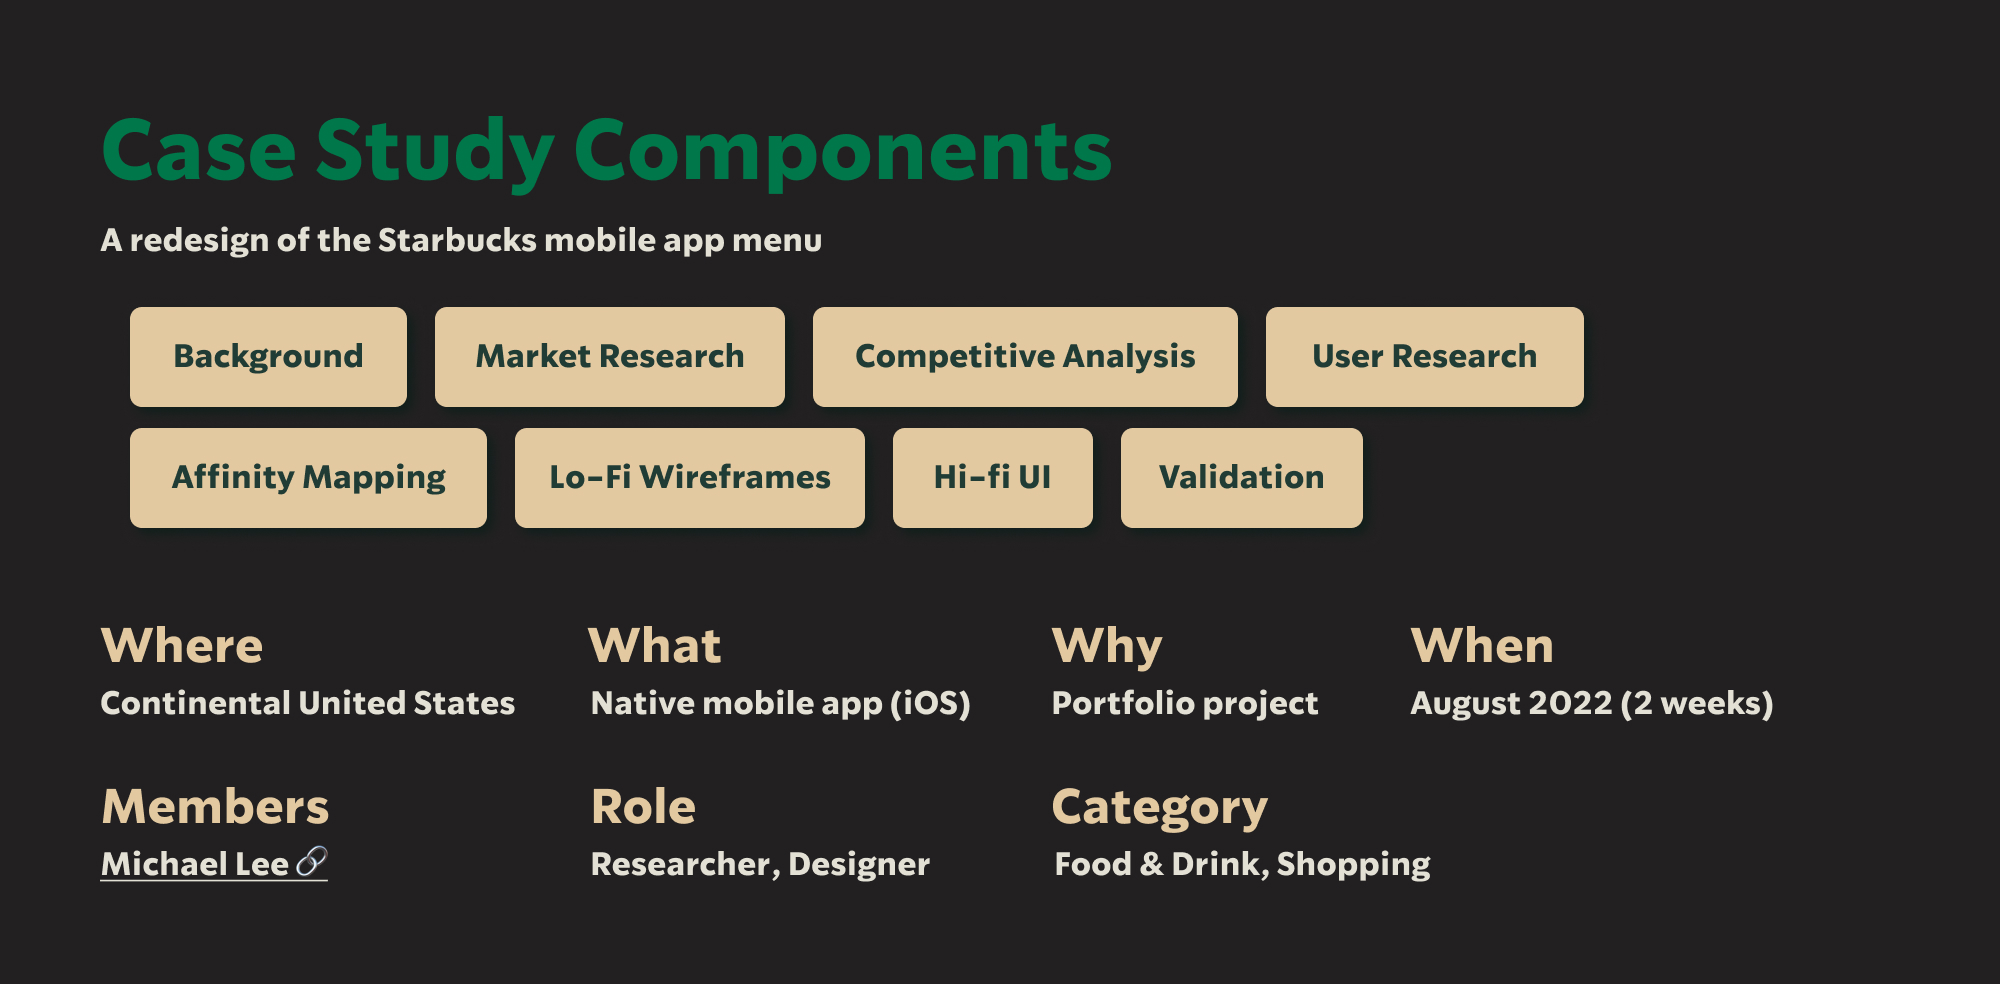 Case Study Components
A redesign of the Starbucks mobile app menu
Background
Market Research
Competitive Analysis
User Research
Affinity Mapping
Lo-Fi Wireframes
Hi-fi UI
Validation
Where
Continental United States
What
Native mobile app (iOS)
Why
Portfolio project
When
August 2022 (2 weeks)
Members
Michael Lee 🔗
Role
Researcher, Designer
Category
Food & Drink, Shopping